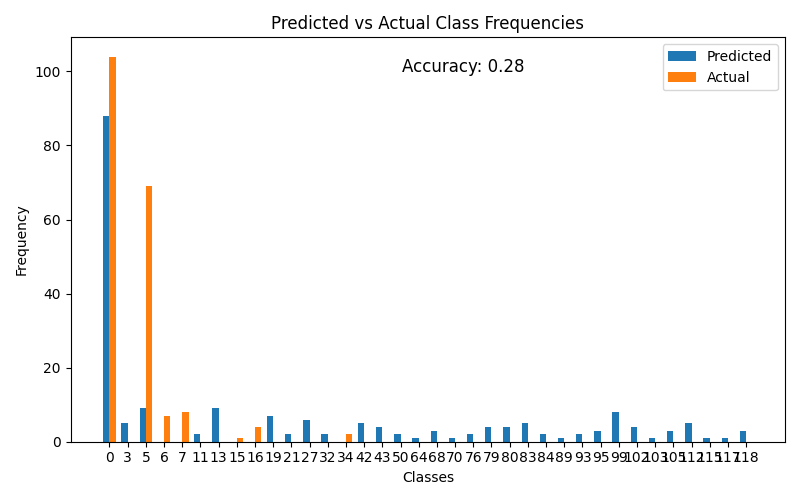 Predicted vs Actual Class Frequencies
Accuracy: 0.28
Predicted
Actual
Frequency
100
80
60
40
20
0
0 3 5 6 7 11 13 15 16 19 21 27 32 34 42 43 50 64 68 70 76 79 80 83 84 89 93 95 99 102 103 105 112 115 117 118
Classes